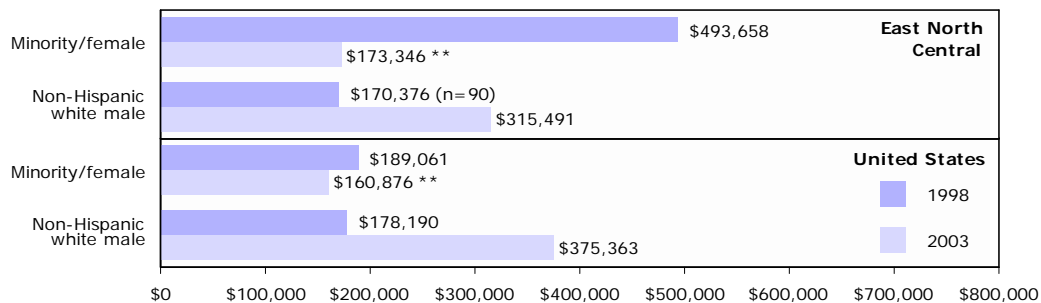 East North
Central
Minority/female
$493,658
$173,346 **
Non-Hispanic
white male
$170,376 (n=90)
$315,491
United States
Minority/female
$189,061
$160,876 **
1998
Non-Hispanic
white male
$178,190
$375,363
2003
$0 $100,000 $200,000 $300,000 $400,000 $500,000 $600,000 $700,000 $800,000